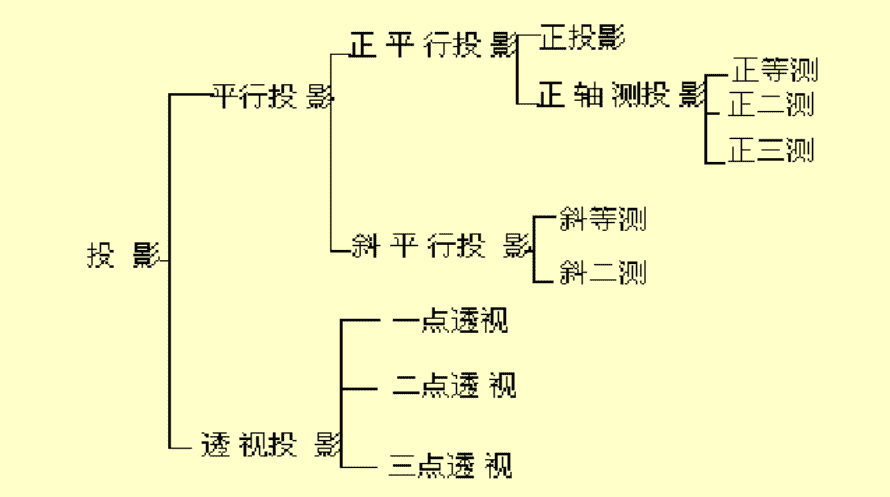 正平行投影
正投影
正等测
平行投影
正轴测投影
正二测
正三测
斜等测
投影
斜平行投影
斜二测
一点透视
二点透视
透视投影
三点透视